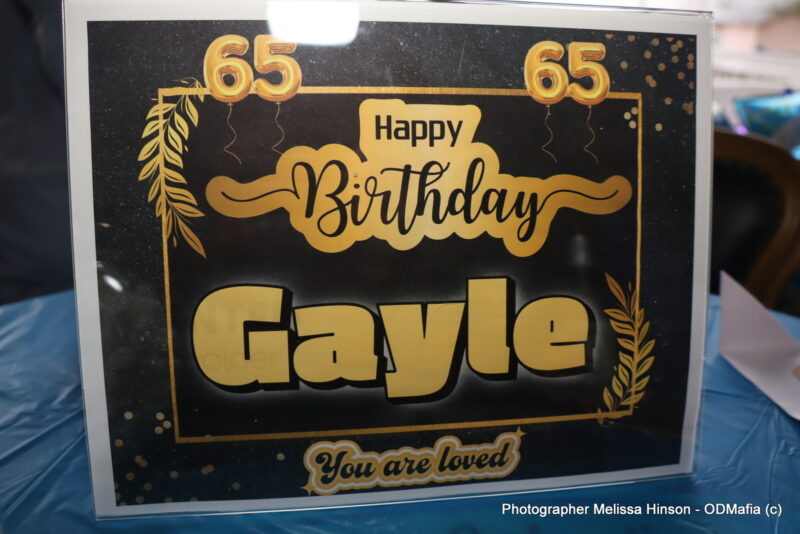 65 65
Happy
Birthday
Gayle
You are loved
Photographer Melissa Hinson - ODMafia (c)